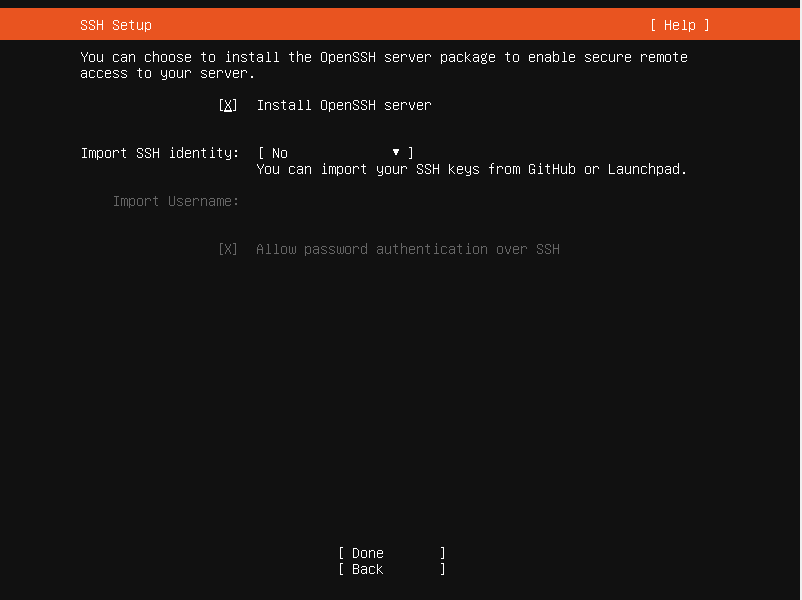 SSH Setup [ Help ]
You can choose to install the OpenSSH server package to enable secure remote
access to your server.
[X] Install OpenSSH server
Import SSH identity: [ No ▼ ]
You can import your SSH keys from GitHub or Launchpad.
Import Username:
[X] Allow password authentication over SSH
[ Done ]
[ Back ]